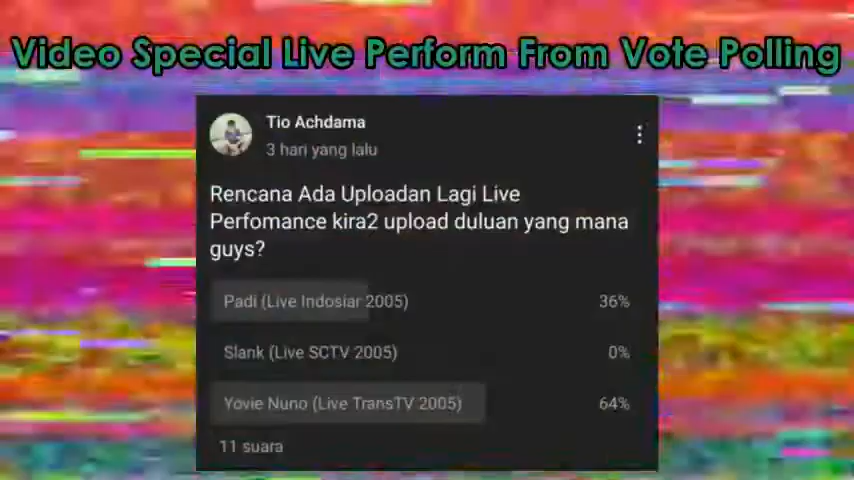 Video Special Live Perform From Vote Polling
Tio Achdama
3 hari yang lalu
Rencana Ada Uploadan Lagi Live
Perfomance kira2 upload duluan yang mana
guys?
Padi (Live Indosiar 2005) 36%
Slank (Live SCTV 2005) 0%
Yovie Nuno (Live TransTV 2005) 64%
11 suara